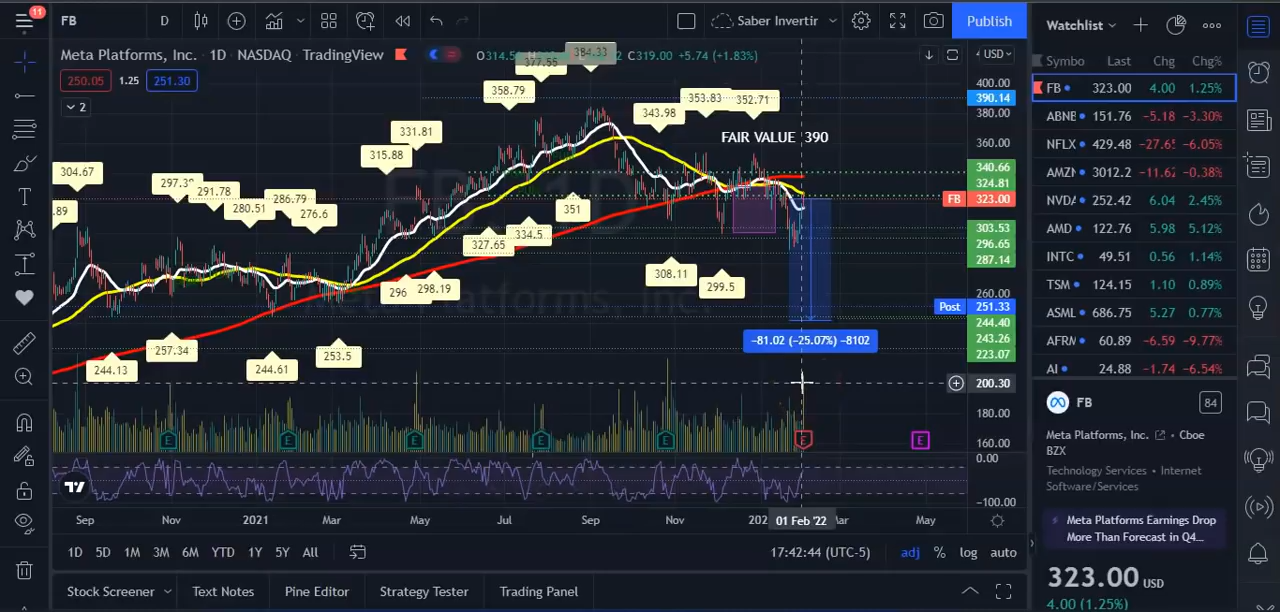 11
FB
D
Saber Invertir
Publish
Meta Platforms, Inc. · 1D · NASDAQ · TradingView
C319.00 +5.74 (+1.83%)
USD
250.05 1.25 251.30
2
384.33
377.55
358.79
343.98
353.83
352.71
331.81
315.88
304.67
.89
291.78
280.51
286.79
276.6
351
334.5
327.65
296
298.19
308.11
299.5
244.13
257.34
244.61
253.5
FAIR VALUE 390
-81.02 (-25.07%) -8102
400.00
390.14
380.00
360.00
340.66
324.81
FB 323.00
303.53
296.65
287.14
260.00
Post 251.33
244.40
243.26
223.07
200.30
180.00
160.00
0.00
-100.00
E E E E E E E
Sep Nov 2021 Mar May Jul Sep Nov 01 Feb '22 May
1D 5D 1M 3M 6M YTD 1Y 5Y All
17:42:44 (UTC-5) adj % log auto
Stock Screener Text Notes Pine Editor Strategy Tester Trading Panel
Watchlist
Symbo Last Chg Chg%
FB 323.00 4.00 1.25%
ABNB 151.76 -5.18 -3.30%
NFLX 429.48 -6.05%
AMZN 3012.2 -0.38%
NVDA 252.42 6.04 2.45%
AMD 122.76 5.98 5.12%
INTC 49.51 0.56 1.14%
TSM 124.15 1.10 0.89%
ASML 686.75 5.27 0.77%
AFRM 60.89 -6.59 -9.77%
AI 24.88 -1.74 -6.54%
FB 84
Meta Platforms, Inc. · Cboe
BZX
Technology Services · Internet
Software/Services
Meta Platforms Earnings Drop
More Than Forecast in Q4...
323.00 USD
4.00 (1.25%)